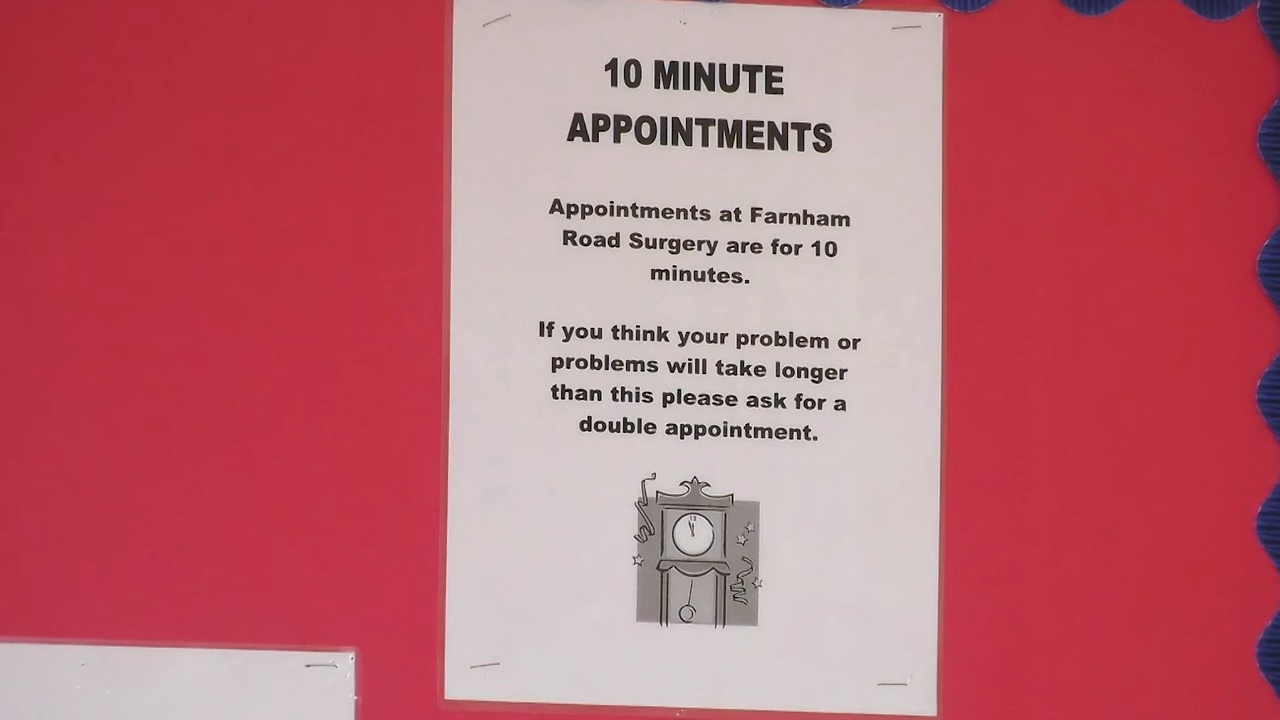 10 MINUTE
APPOINTMENTS
Appointments at Farnham
Road Surgery are for 10
minutes.
If you think your problem or
problems will take longer
than this please ask for a
double appointment.
12